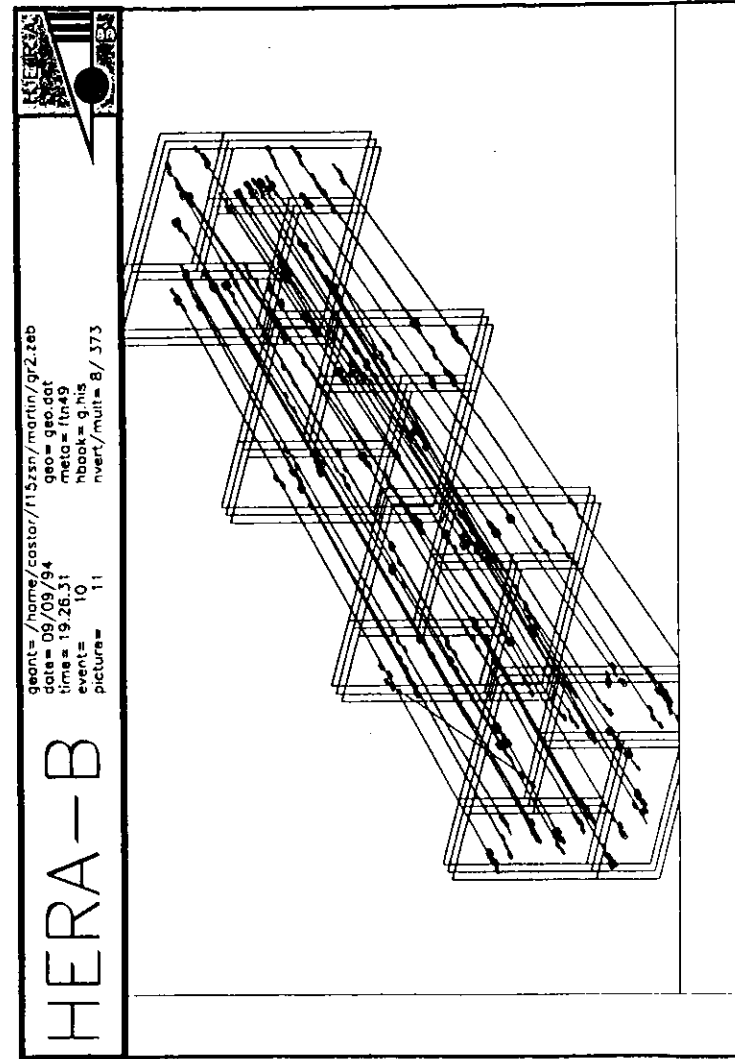 HERA-B
geant= /home/castor/f15zsn/martin/gr2.zeb
date= 09/09/94 geo= geo.dat
time= 19.26.31 meta= ftn49
event= 10 hbook= g.his
picture= 11 nvert/mult= 8/ 373